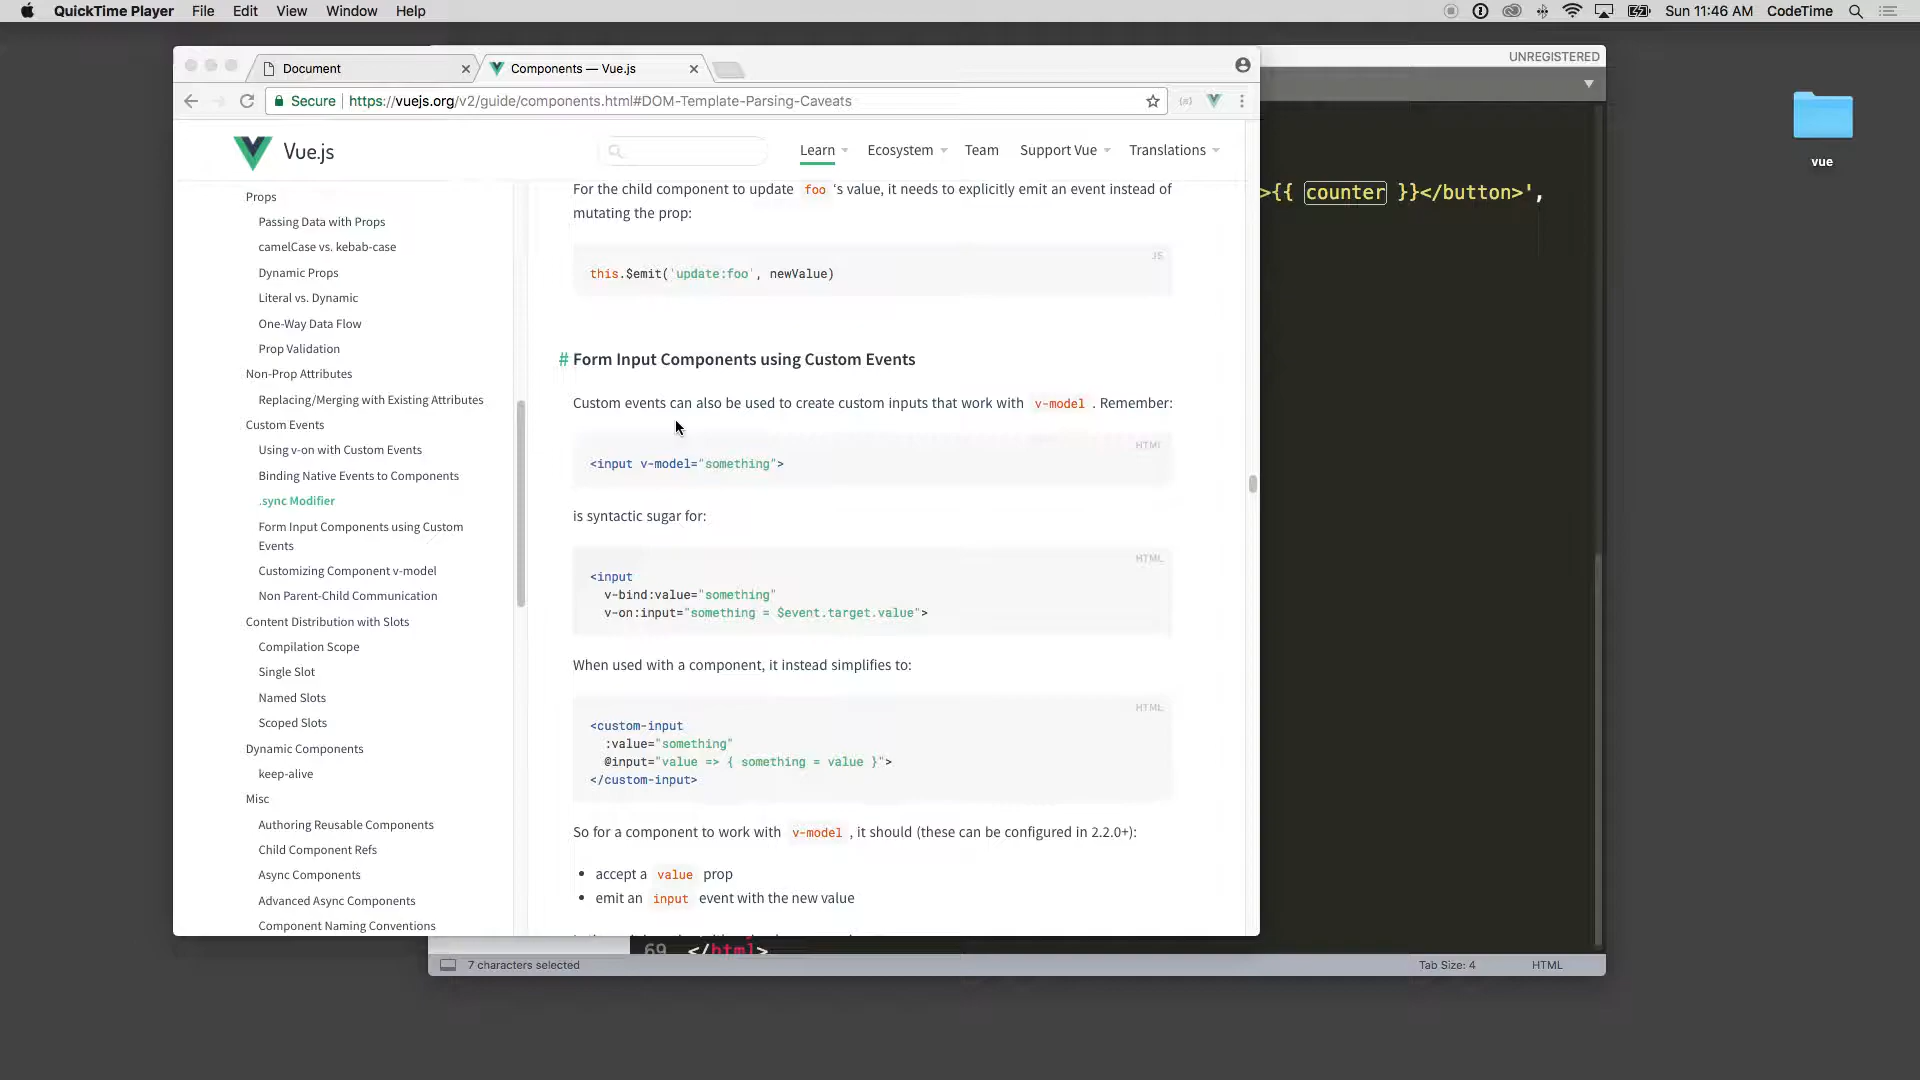 QuickTime Player File Edit View Window Help
Sun 11:46 AM CodeTime
UNREGISTERED
Document
Components — Vue.js
Secure https://vuejs.org/v2/guide/components.html#DOM-Template-Parsing-Caveats
vue
Vue.js
Learn Ecosystem Team Support Vue Translations
>{{ counter }}</button>',
Props
Passing Data with Props
camelCase vs. kebab-case
Dynamic Props
Literal vs. Dynamic
One-Way Data Flow
Prop Validation
Non-Prop Attributes
Replacing/Merging with Existing Attributes
Custom Events
Using v-on with Custom Events
Binding Native Events to Components
.sync Modifier
Form Input Components using Custom
Events
Customizing Component v-model
Non Parent-Child Communication
Content Distribution with Slots
Compilation Scope
Single Slot
Named Slots
Scoped Slots
Dynamic Components
keep-alive
Misc
Authoring Reusable Components
Child Component Refs
Async Components
Advanced Async Components
Component Naming Conventions
For the child component to update foo 's value, it needs to explicitly emit an event instead of
mutating the prop:
JS
this.$emit('update:foo', newValue)
# Form Input Components using Custom Events
Custom events can also be used to create custom inputs that work with v-model . Remember:
HTML
<input v-model="something">
is syntactic sugar for:
HTML
<input
v-bind:value="something"
v-on:input="something = $event.target.value">
When used with a component, it instead simplifies to:
HTML
<custom-input
:value="something"
@input="value => { something = value }">
</custom-input>
So for a component to work with v-model , it should (these can be configured in 2.2.0+):
• accept a value prop
• emit an input event with the new value
69 </html>
7 characters selected
Tab Size: 4
HTML